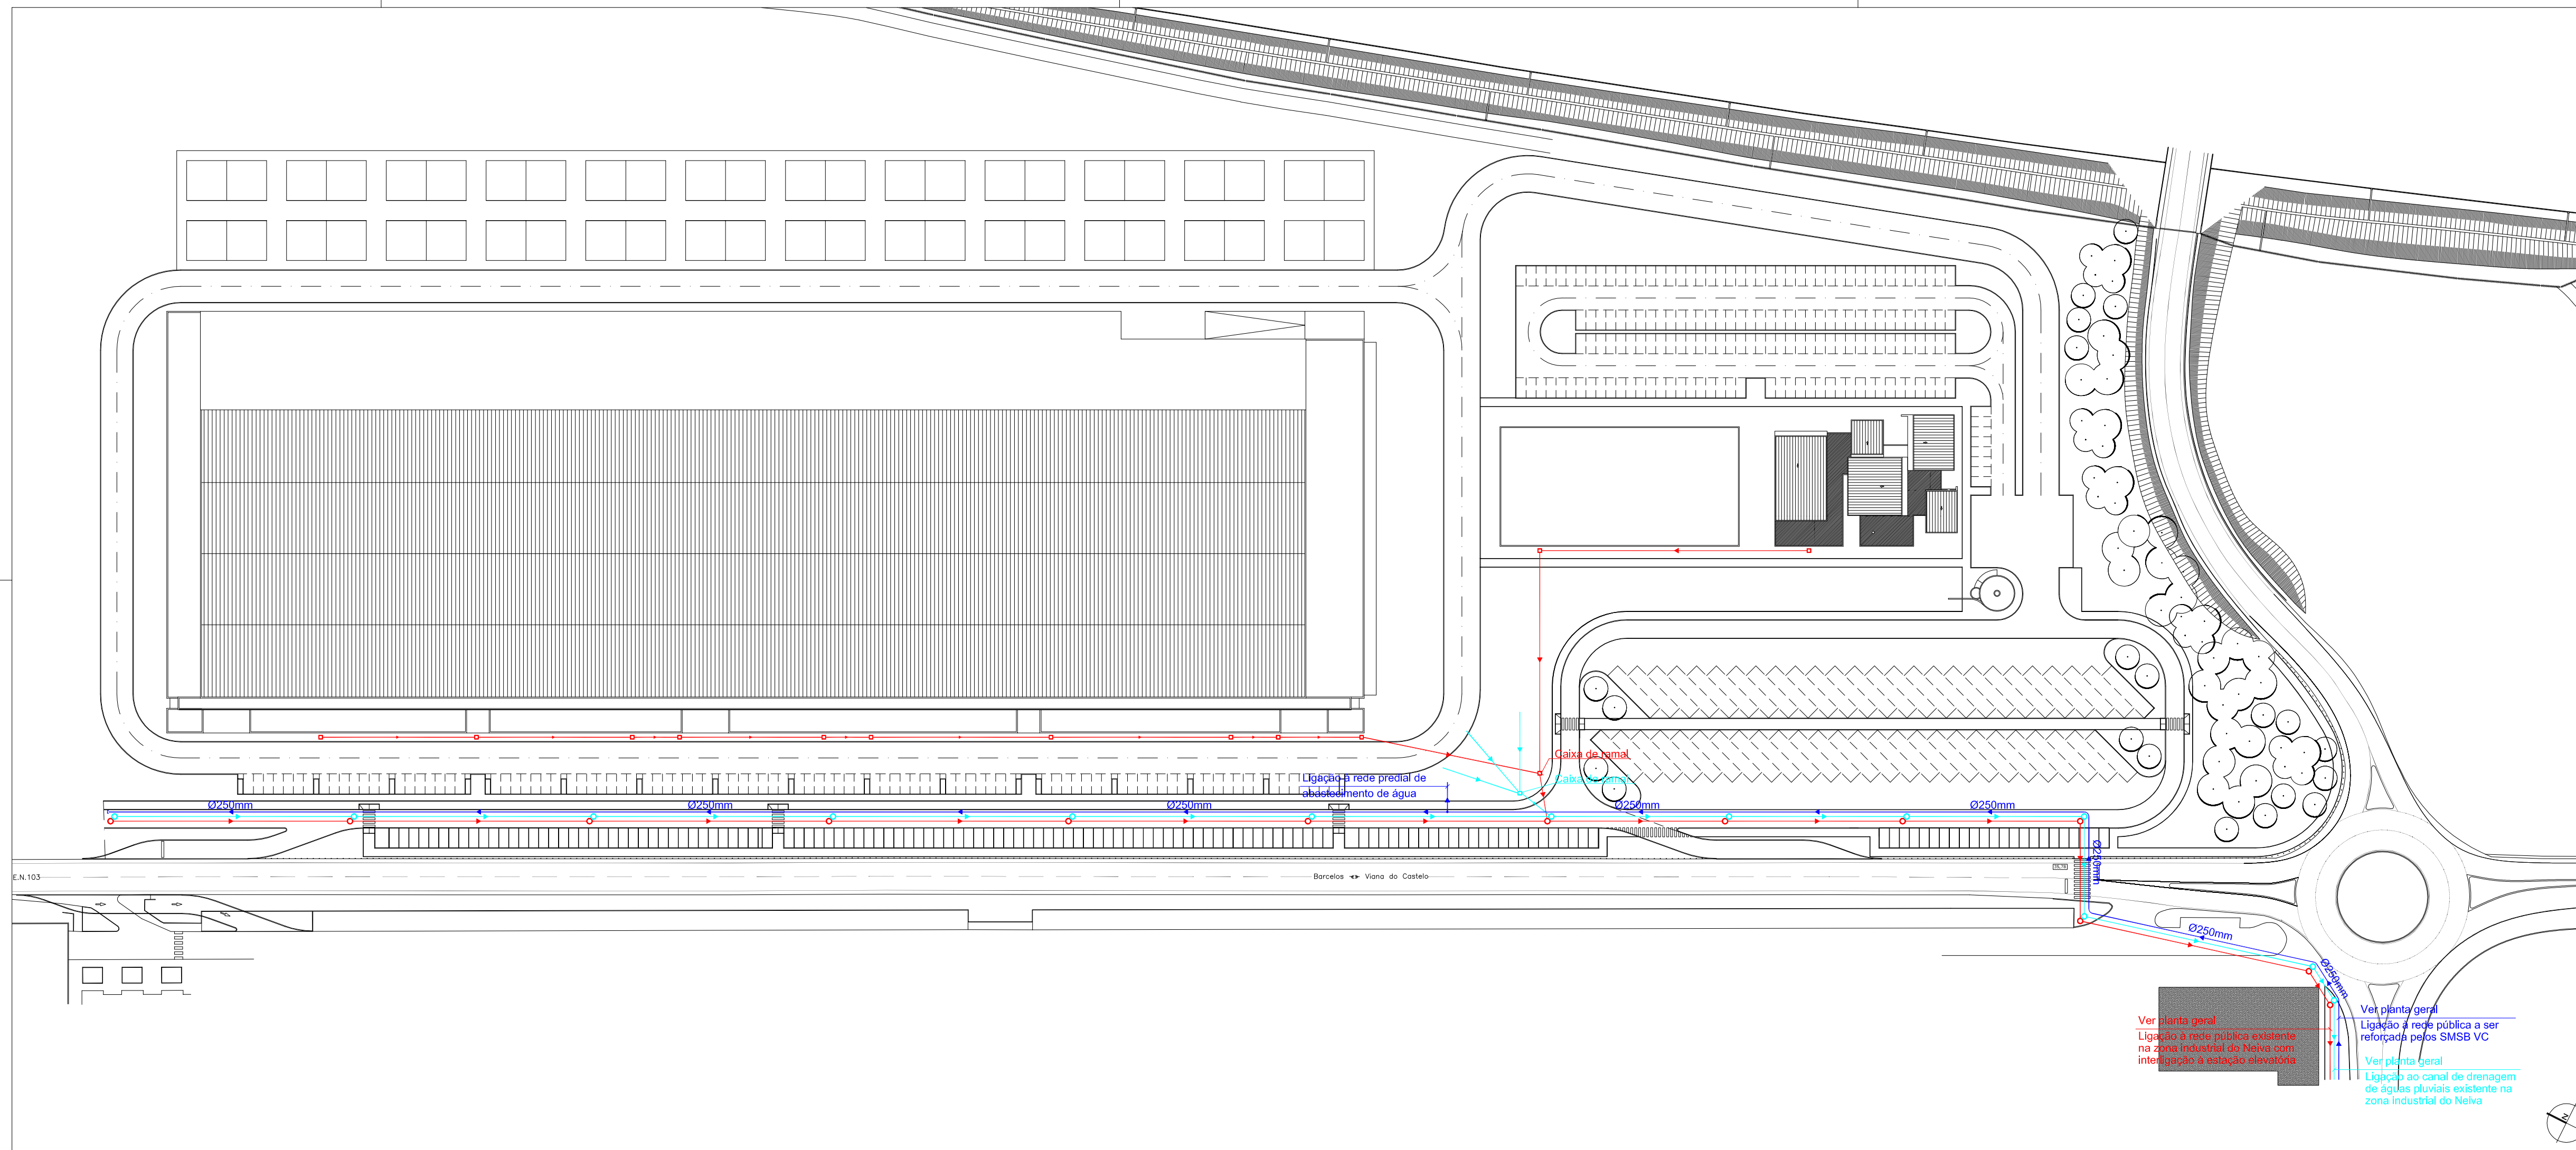 Caixa de ramal
Ligação à rede predial de
abastecimento de água
Caixa de ramal
Ø250mm
Ø250mm
Ø250mm
Ø250mm
Ø250mm
Ø250mm
E.N.103
Barcelos ◄► Viana do Castelo
Ø250mm
Ø250mm
Ver planta geral
Ligação à rede pública existente
na zona industrial do Neiva com
interligação à estação elevatória
Ver planta geral
Ligação à rede pública a ser
reforçada pelos SMSB VC
Ver planta geral
Ligação ao canal de drenagem
de águas pluviais existente na
zona industrial do Neiva
N